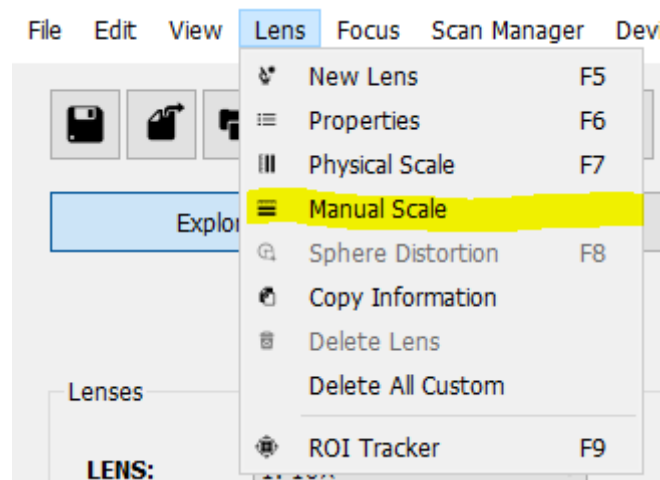 File Edit View Lens Focus Scan Manager
New Lens F5
Properties F6
Physical Scale F7
Manual Scale
Explor
Sphere Distortion F8
Copy Information
Delete Lens
Lenses
Delete All Custom
ROI Tracker F9
LENS: